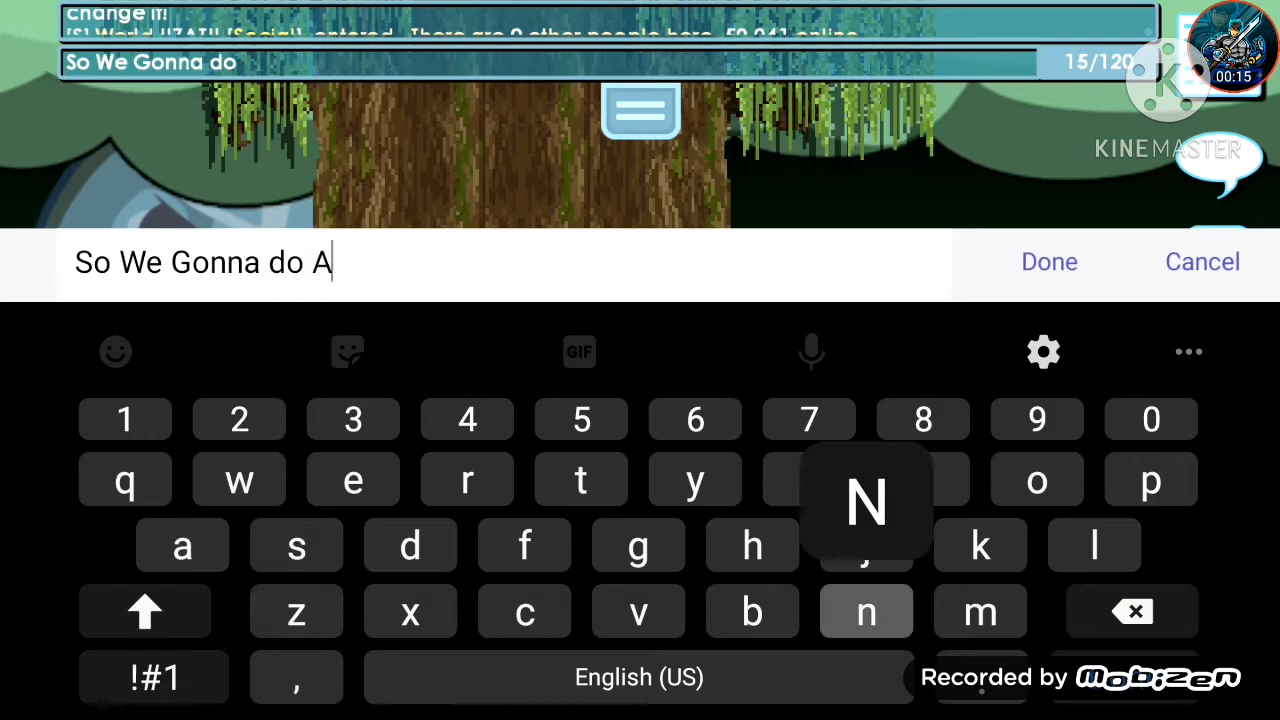 change it!
So We Gonna do
15/120
00:15
K
KINEMASTER
So We Gonna do A
Done
Cancel
GIF
1 2 3 4 5 6 7 8 9 0
q w e r t y o p
N
a s d f g h j k l
z x c v b n m
!#1 , English (US) .
Recorded by Mobizen